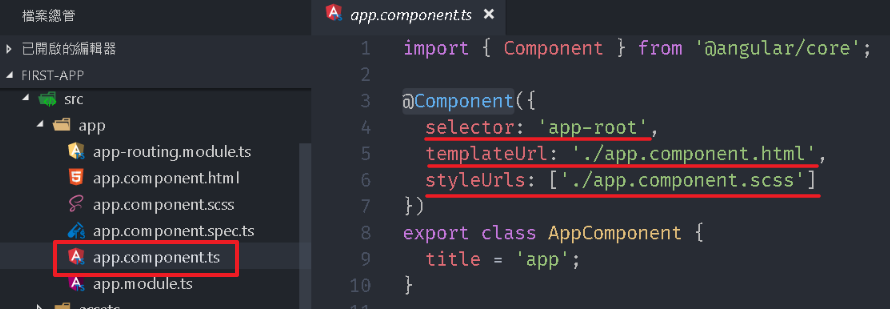 檔案總管
已開啟的編輯器
FIRST-APP
src
app
app-routing.module.ts
app.component.html
app.component.scss
app.component.spec.ts
app.component.ts
app.module.ts
assets
app.component.ts ×
1 import { Component } from '@angular/core';
2
3 @Component({
4 selector: 'app-root',
5 templateUrl: './app.component.html',
6 styleUrls: ['./app.component.scss']
7 })
8 export class AppComponent {
9 title = 'app';
10 }